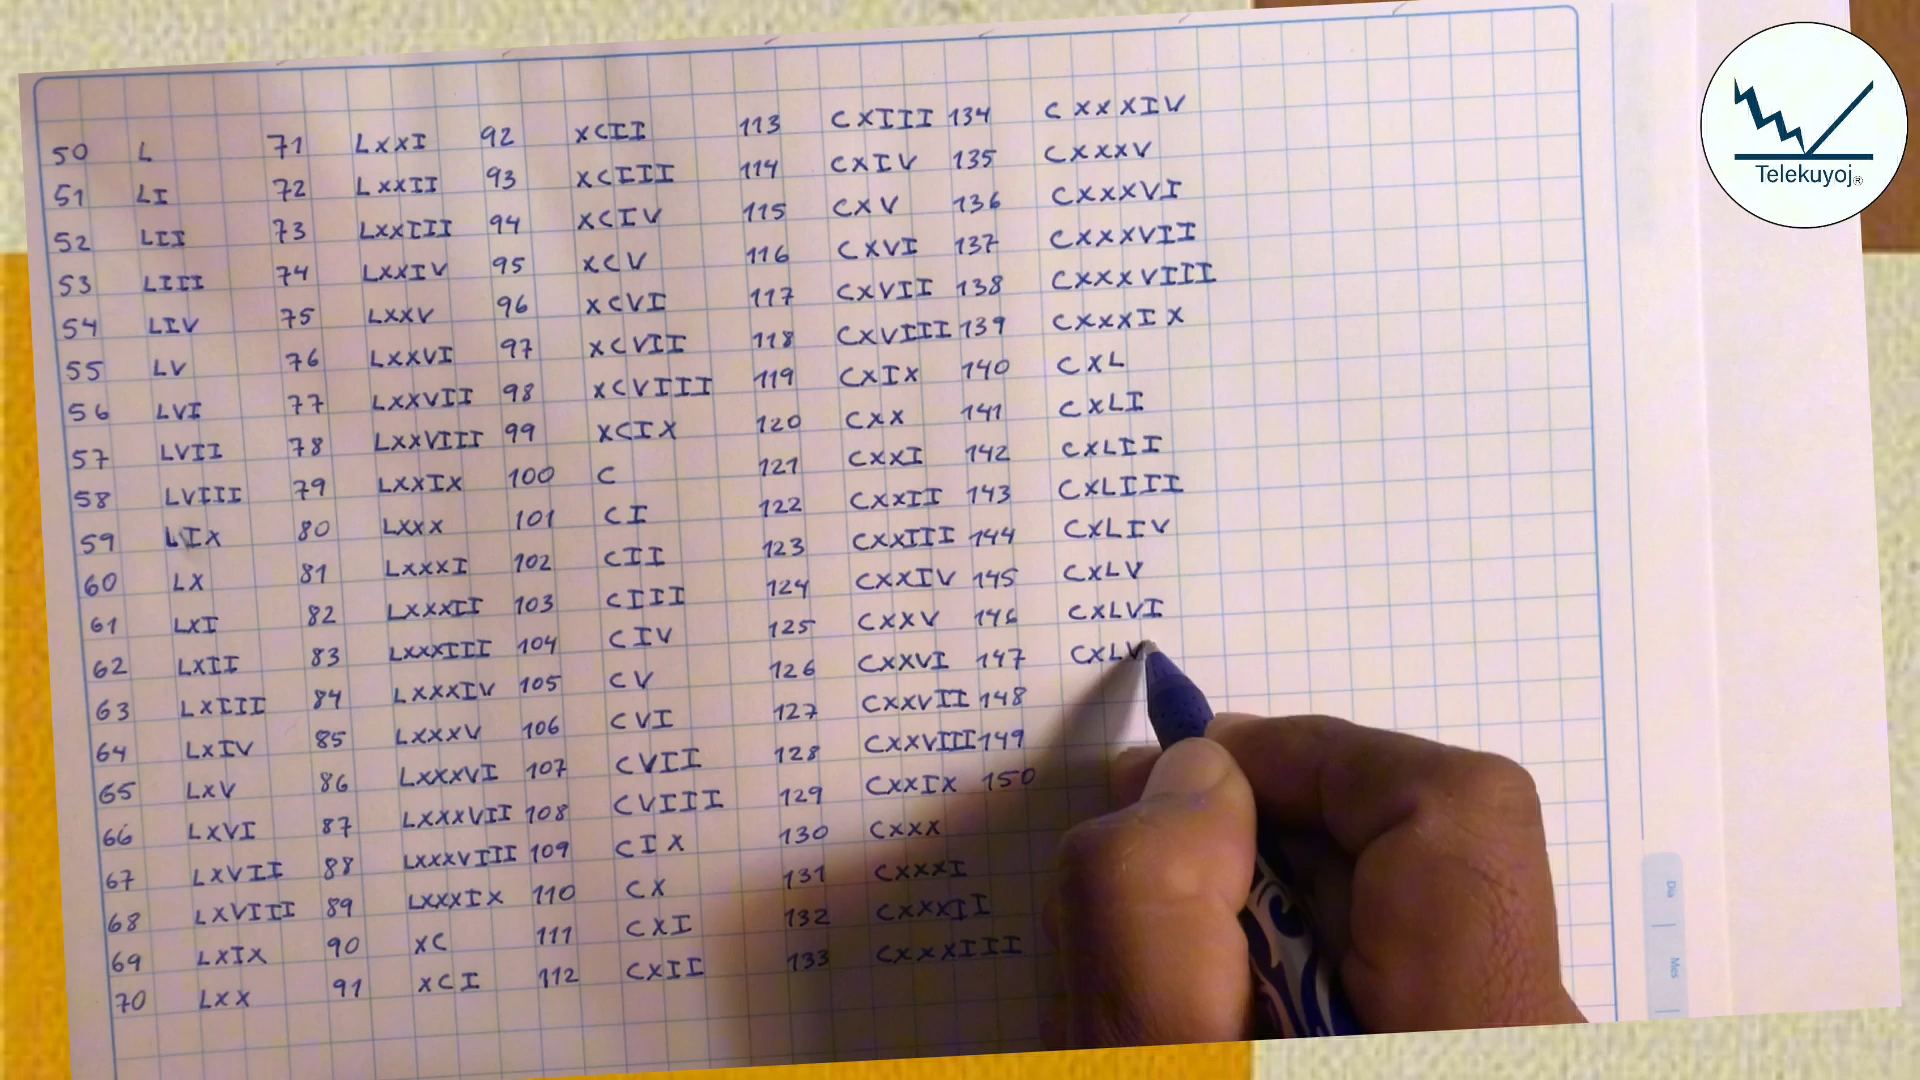 50 L 71 LXXI 92 XCII 113 CXIII 134 CXXXIV
51 LI 72 LXXII 93 XCIII 114 CXIV 135 CXXXV
52 LII 73 LXXIII 94 XCIV 115 CXV 136 CXXXVI
53 LIII 74 LXXIV 95 XCV 116 CXVI 137 CXXXVII
54 LIV 75 LXXV 96 XCVI 117 CXVII 138 CXXXVIII
55 LV 76 LXXVI 97 XCVII 118 CXVIII 139 CXXXIX
56 LVI 77 LXXVII 98 XCVIII 119 CXIX 140 CXL
57 LVII 78 LXXVIII 99 XCIX 120 CXX 141 CXLI
58 LVIII 79 LXXIX 100 C 121 CXXI 142 CXLII
59 LIX 80 LXXX 101 CI 122 CXXII 143 CXLIII
60 LX 81 LXXXI 102 CII 123 CXXIII 144 CXLIV
61 LXI 82 LXXXII 103 CIII 124 CXXIV 145 CXLV
62 LXII 83 LXXXIII 104 CIV 125 CXXV 146 CXLVI
63 LXIII 84 LXXXIV 105 CV 126 CXXVI 147 CXLV
64 LXIV 85 LXXXV 106 CVI 127 CXXVII 148
65 LXV 86 LXXXVI 107 CVII 128 CXXVIII 149
66 LXVI 87 LXXXVII 108 CVIII 129 CXXIX 150
67 LXVII 88 LXXXVIII 109 CIX 130 CXXX
68 LXVIII 89 LXXXIX 110 CX 131 CXXXI
69 LXIX 90 XC 111 CXI 132 CXXXII
70 LXX 91 XCI 112 CXII 133 CXXXIII
Telekuyoj®
Día
Mes